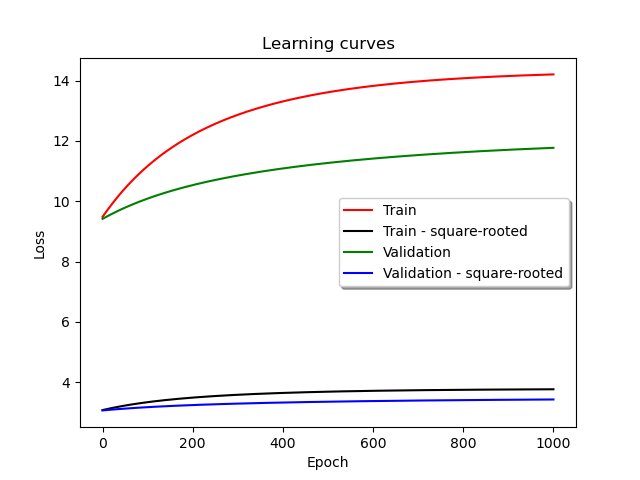 Learning curves
14
12
10
8
6
4
Loss
Train
Train - square-rooted
Validation
Validation - square-rooted
0 200 400 600 800 1000
Epoch